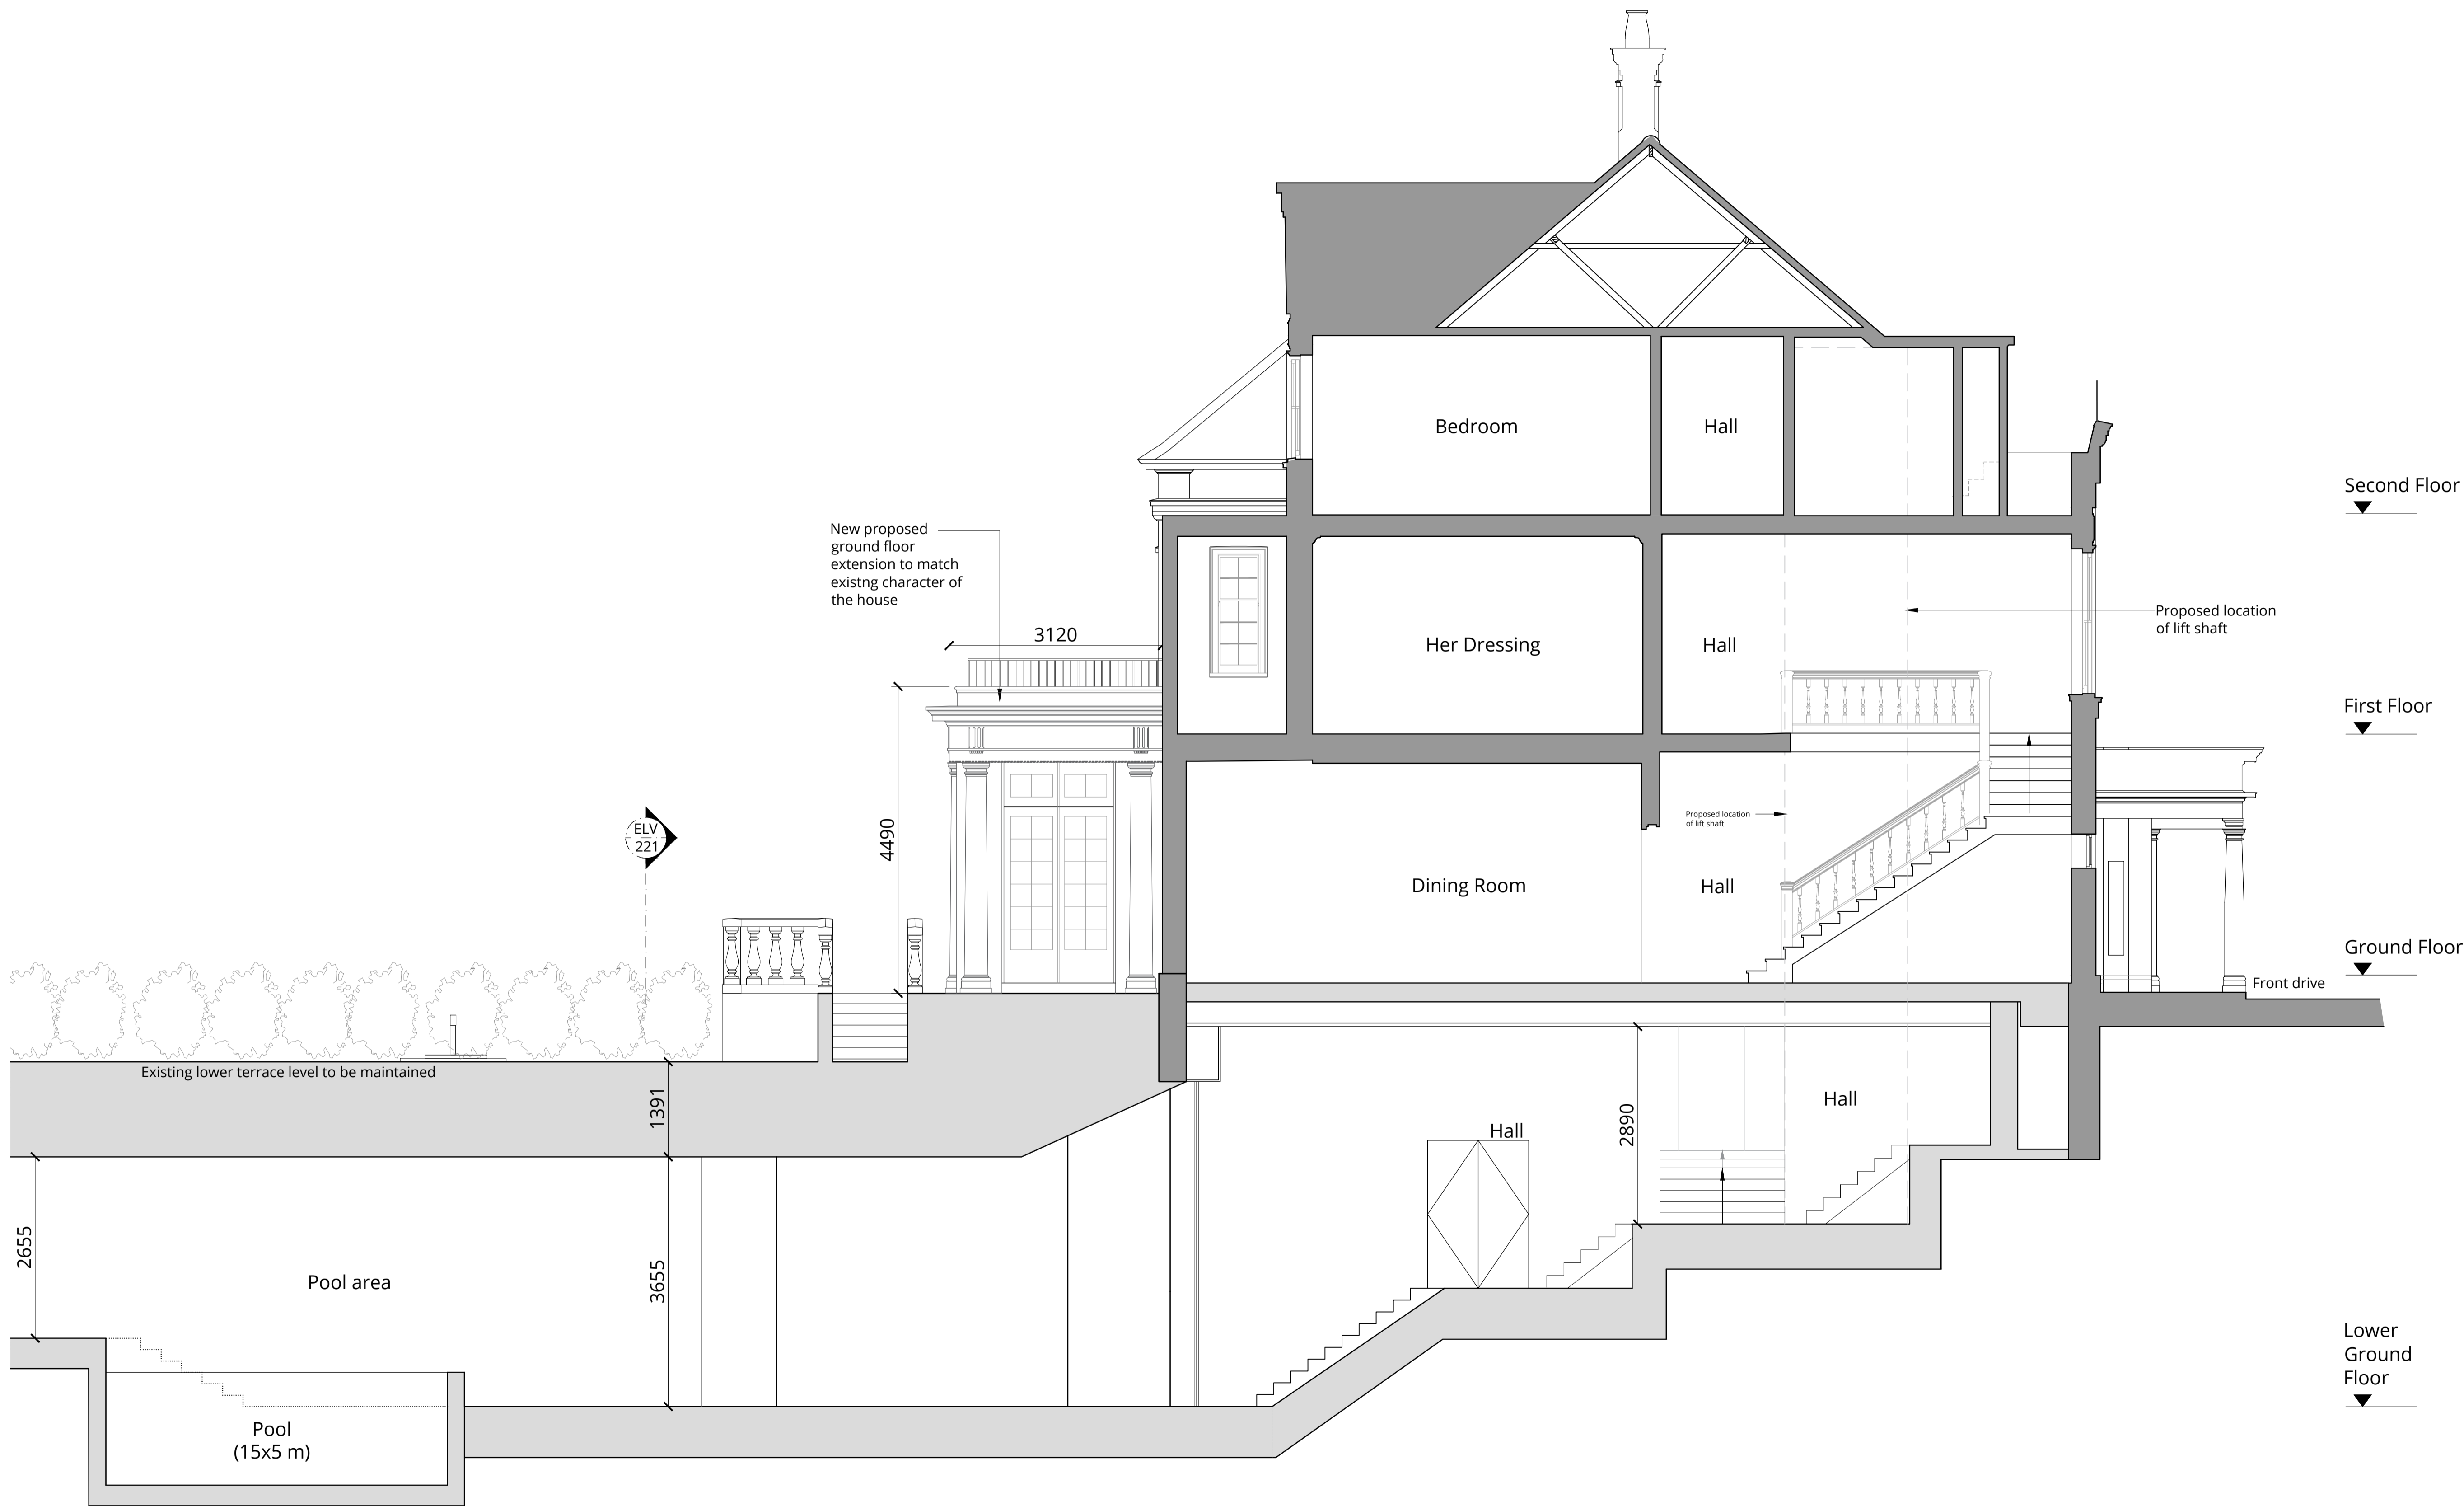 Bedroom
Hall
Second Floor
New proposed
ground floor
extension to match
existng character of
the house
Proposed location
of lift shaft
3120
Her Dressing
Hall
First Floor
Proposed location
of lift shaft
ELV
221
4490
Dining Room
Hall
Ground Floor
Front drive
Existing lower terrace level to be maintained
1391
2890
Hall
Hall
2655
3655
Pool area
Lower
Ground
Floor
Pool
(15x5 m)